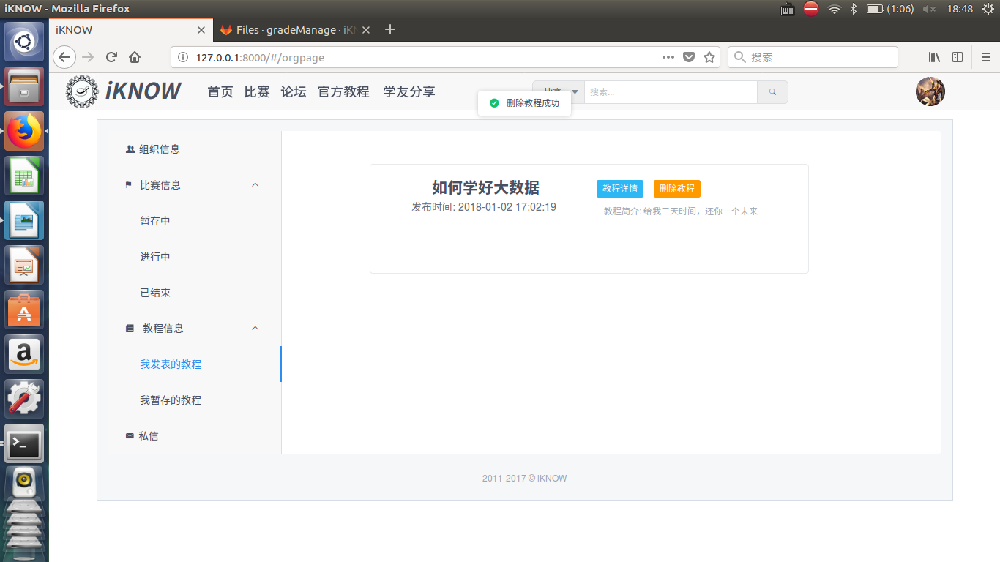 iKNOW - Mozilla Firefox
(1:06)
18:48
iKNOW
Files · gradeManage · iK
127.0.0.1:8000/#/orgpage
搜索
iKNOW
首页 比赛 论坛 官方教程 学友分享
搜索...
删除教程成功
组织信息
比赛信息
暂存中
进行中
已结束
教程信息
我发表的教程
我暂存的教程
私信
如何学好大数据
发布时间: 2018-01-02 17:02:19
教程详情
删除教程
教程简介: 给我三天时间，还你一个未来
2011-2017 © iKNOW